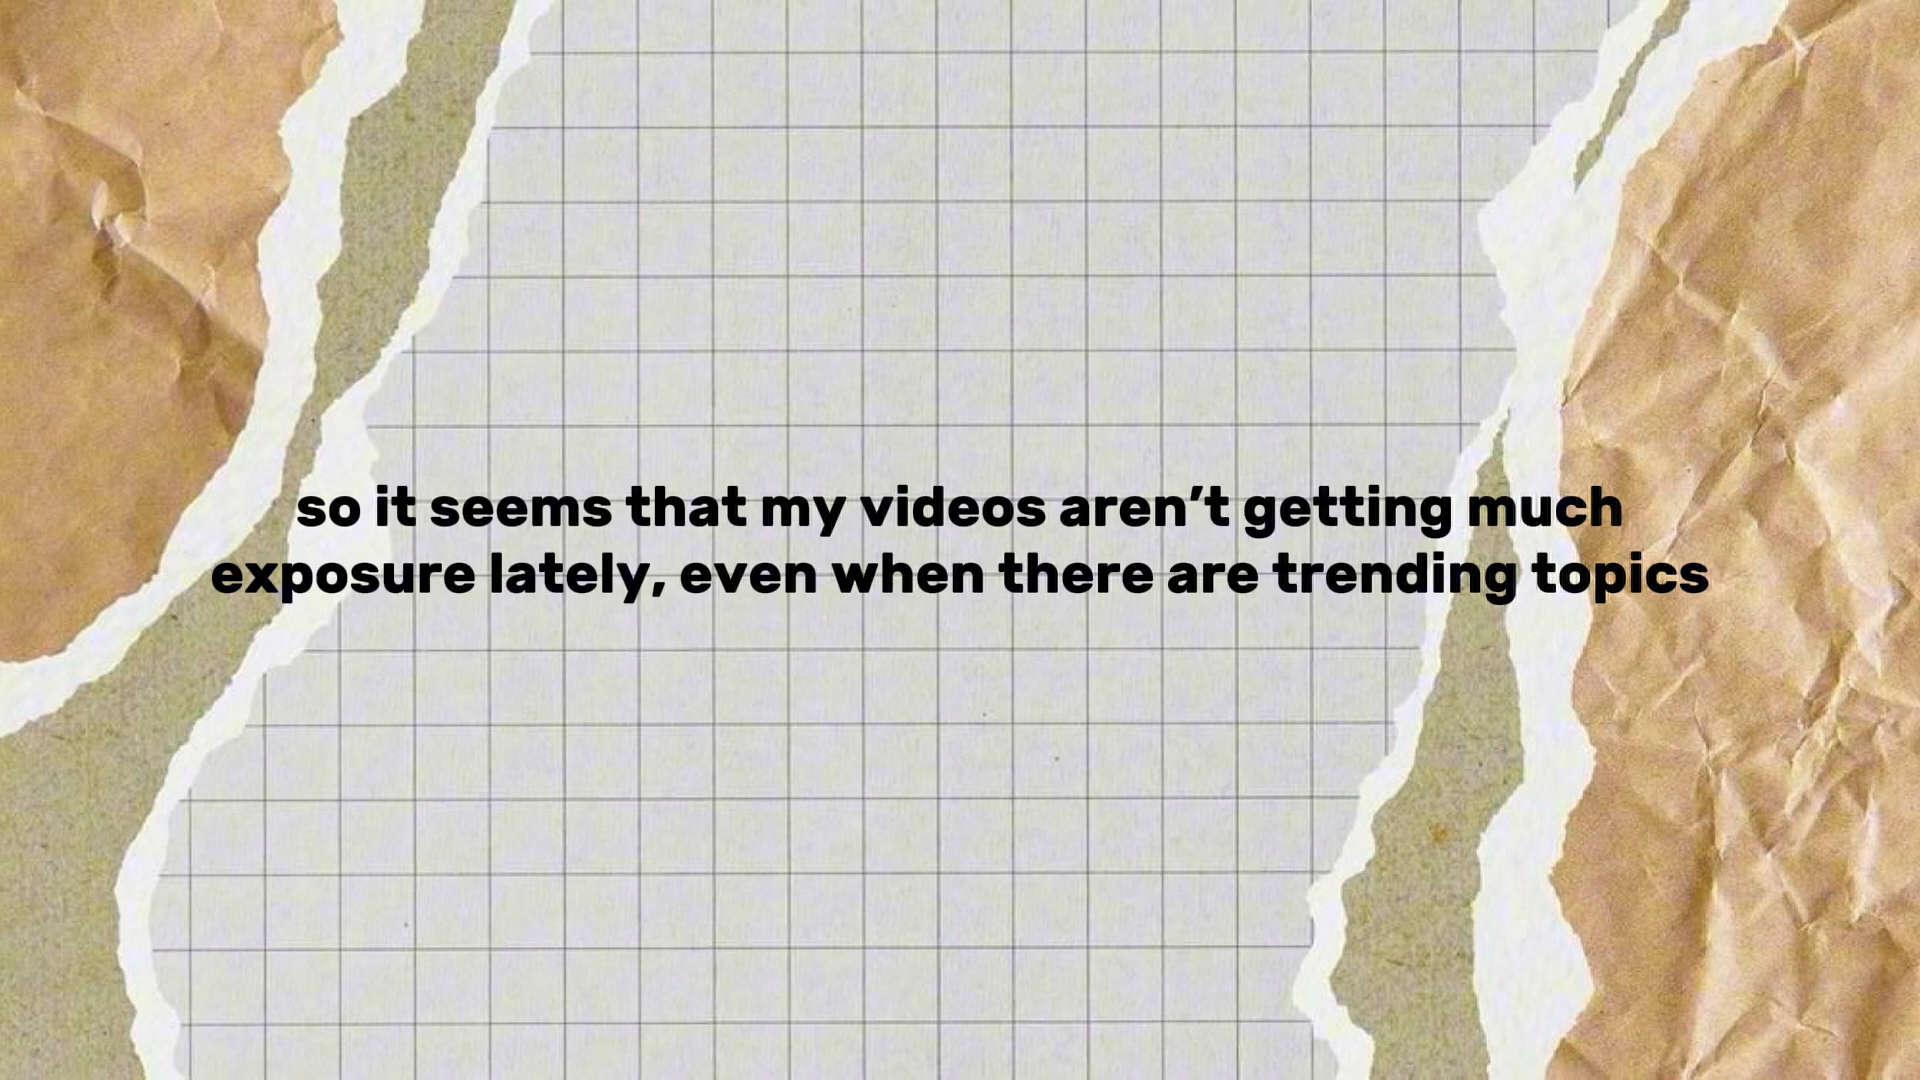 so it seems that my videos aren’t getting much
exposure lately, even when there are trending topics